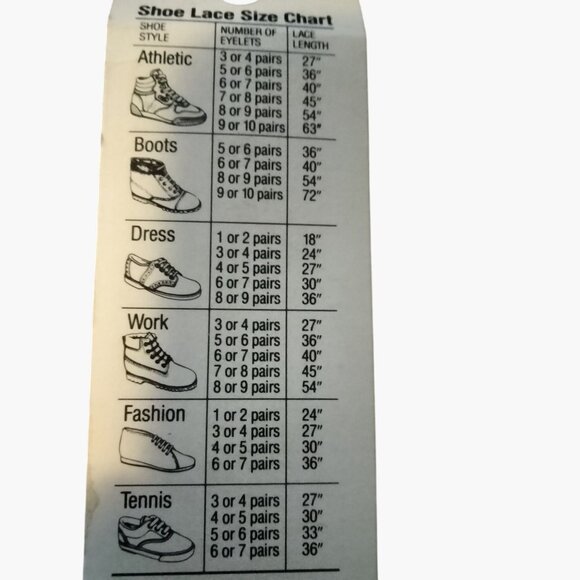 Shoe Lace Size Chart
SHOE STYLE NUMBER OF EYELETS LACE LENGTH
Athletic 3 or 4 pairs 27"
5 or 6 pairs 36"
6 or 7 pairs 40"
7 or 8 pairs 45"
8 or 9 pairs 54"
9 or 10 pairs 63"
Boots 5 or 6 pairs 36"
6 or 7 pairs 40"
8 or 9 pairs 54"
9 or 10 pairs 72"
Dress 1 or 2 pairs 18"
3 or 4 pairs 24"
4 or 5 pairs 27"
6 or 7 pairs 30"
8 or 9 pairs 36"
Work 3 or 4 pairs 27"
5 or 6 pairs 36"
6 or 7 pairs 40"
7 or 8 pairs 45"
8 or 9 pairs 54"
Fashion 1 or 2 pairs 24"
3 or 4 pairs 27"
4 or 5 pairs 30"
6 or 7 pairs 36"
Tennis 3 or 4 pairs 27"
4 or 5 pairs 30"
5 or 6 pairs 33"
6 or 7 pairs 36"